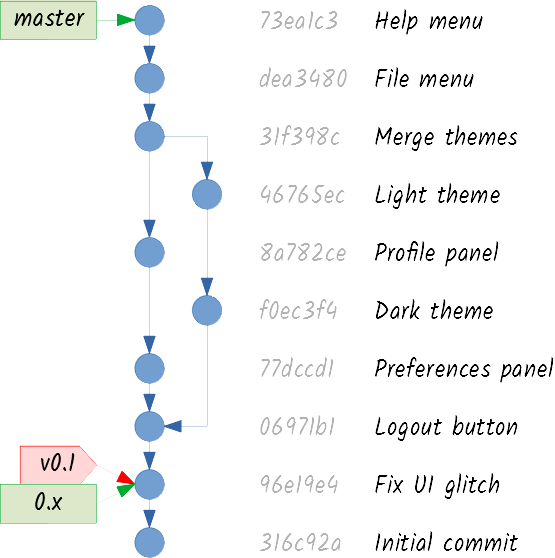 master 73ea1c3 Help menu
dea3480 File menu
31f398c Merge themes
46765ec Light theme
8a782ce Profile panel
f0ec3f4 Dark theme
77dccd1 Preferences panel
06971b1 Logout button
v0.1
96e19e4 Fix UI glitch
0.x
316c92a Initial commit